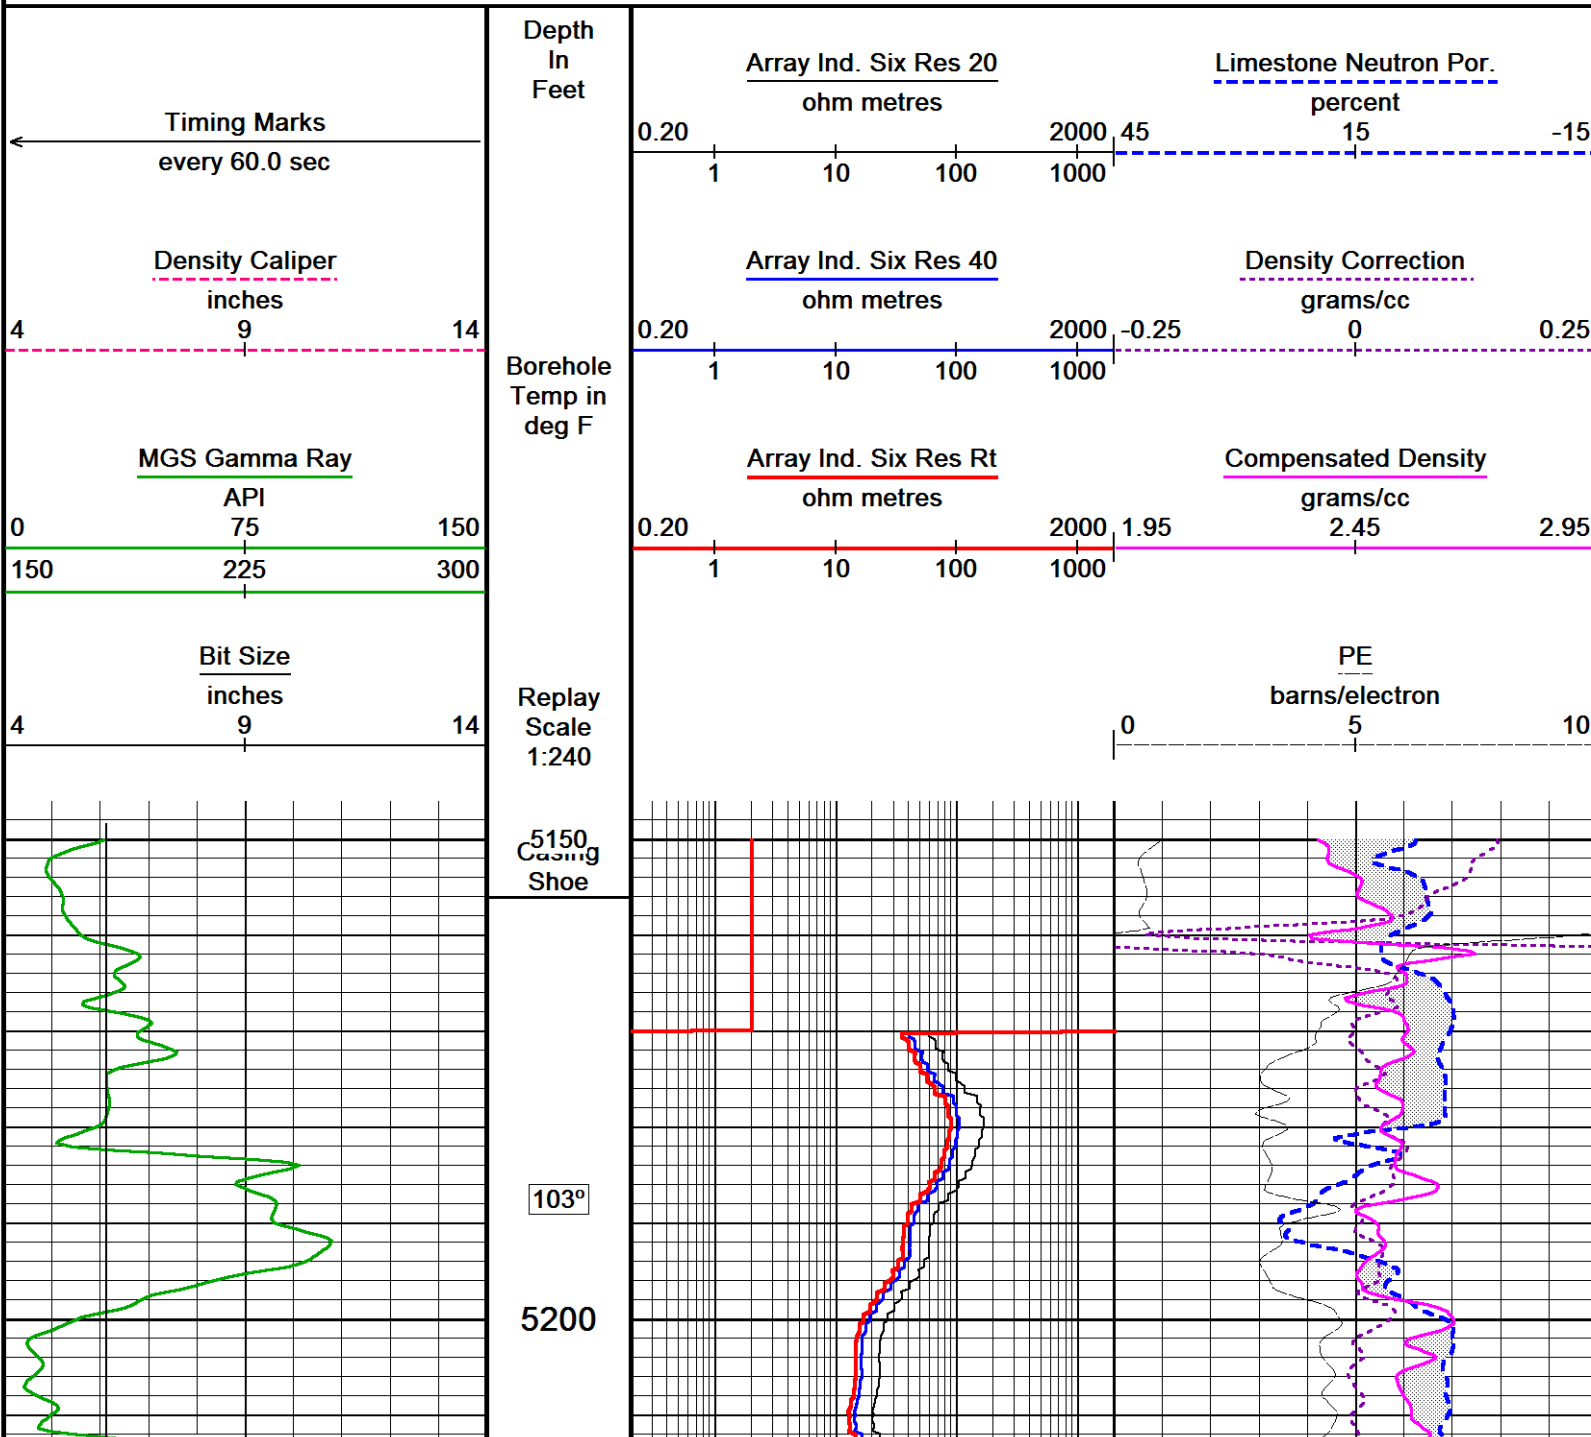 Timing Marks
every 60.0 sec
Density Caliper
inches
4 9 14
MGS Gamma Ray
API
0 75 150
150 225 300
Bit Size
inches
4 9 14
Depth
In
Feet
Borehole
Temp in
deg F
Replay
Scale
1:240
Array Ind. Six Res 20
ohm metres
0.20 2000
1 10 100 1000
Array Ind. Six Res 40
ohm metres
0.20 2000
1 10 100 1000
Array Ind. Six Res Rt
ohm metres
0.20 2000
1 10 100 1000
Limestone Neutron Por.
percent
45 15 -15
Density Correction
grams/cc
-0.25 0 0.25
Compensated Density
grams/cc
1.95 2.45 2.95
PE
barns/electron
0 5 10
5150
Casing
Shoe
103º
5200